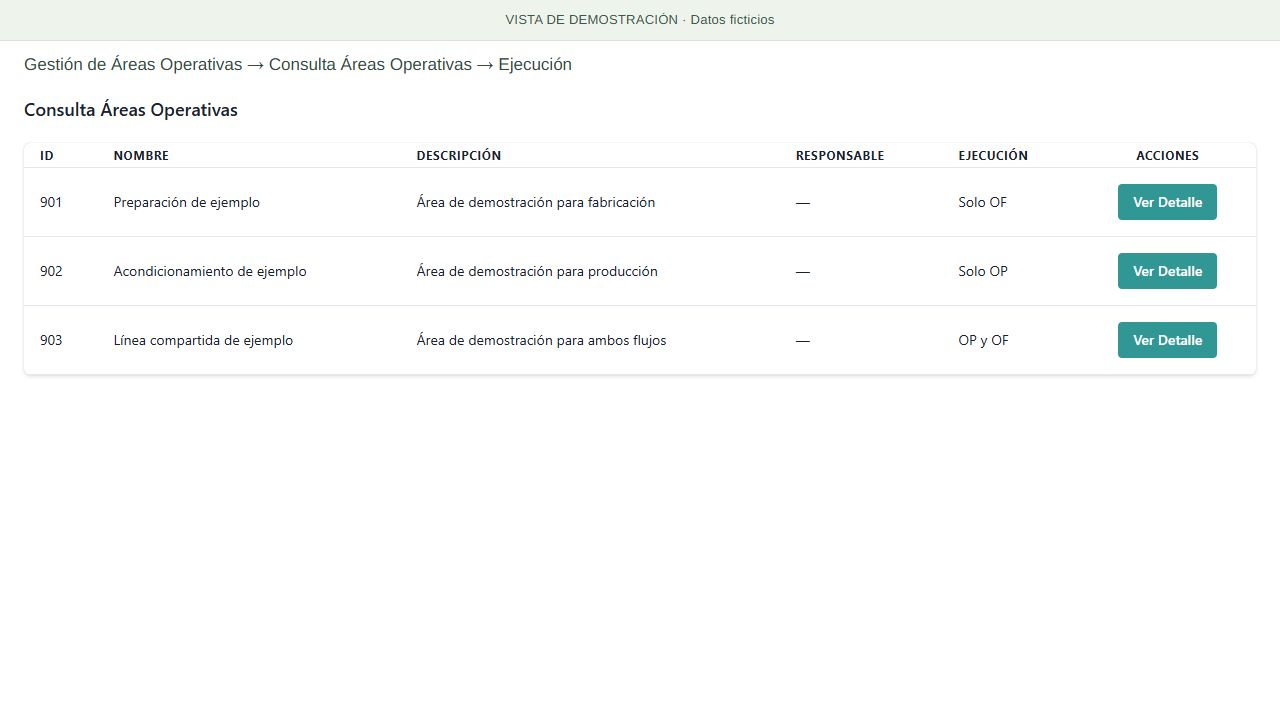 VISTA DE DEMOSTRACIÓN · Datos ficticios
Gestión de Áreas Operativas → Consulta Áreas Operativas → Ejecución
Consulta Áreas Operativas
ID NOMBRE DESCRIPCIÓN RESPONSABLE EJECUCIÓN ACCIONES
901 Preparación de ejemplo Área de demostración para fabricación — Solo OF Ver Detalle
902 Acondicionamiento de ejemplo Área de demostración para producción — Solo OP Ver Detalle
903 Línea compartida de ejemplo Área de demostración para ambos flujos — OP y OF Ver Detalle